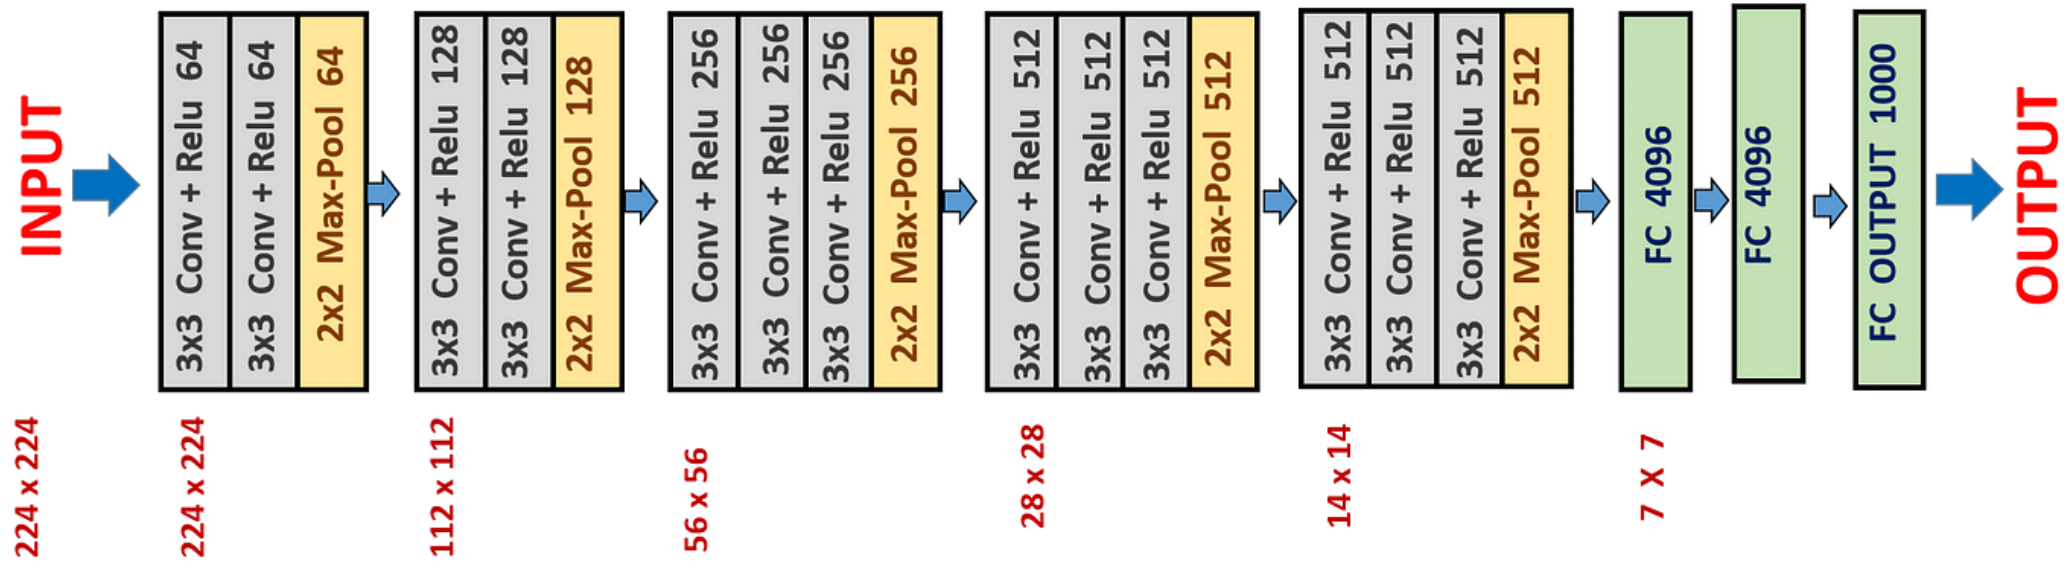 INPUT
3x3 Conv + Relu 64
3x3 Conv + Relu 64
2x2 Max-Pool 64
3x3 Conv + Relu 128
3x3 Conv + Relu 128
2x2 Max-Pool 128
3x3 Conv + Relu 256
3x3 Conv + Relu 256
3x3 Conv + Relu 256
2x2 Max-Pool 256
3x3 Conv + Relu 512
3x3 Conv + Relu 512
3x3 Conv + Relu 512
2x2 Max-Pool 512
3x3 Conv + Relu 512
3x3 Conv + Relu 512
3x3 Conv + Relu 512
2x2 Max-Pool 512
FC 4096
FC 4096
FC OUTPUT 1000
OUTPUT
224 x 224
224 x 224
112 x 112
56 x 56
28 x 28
14 x 14
7 X 7